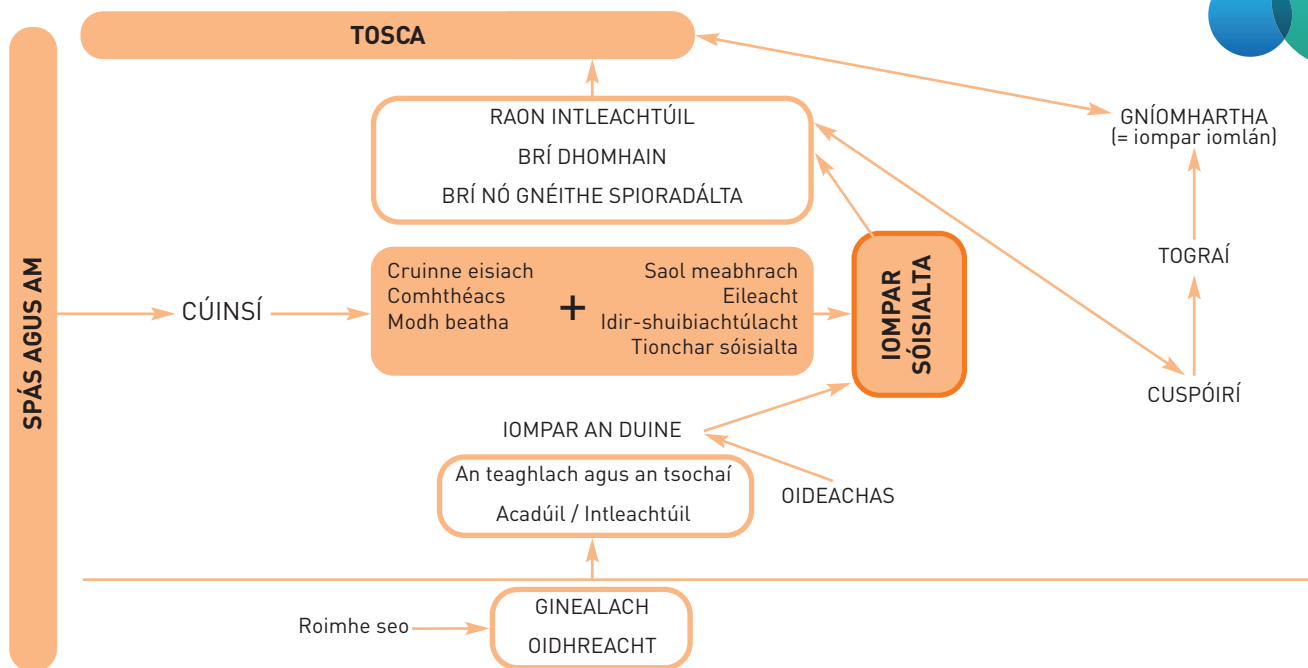 TOSCA
RAON INTLEACHTÚIL
BRÍ DHOMHAIN
BRÍ NÓ GNÉITHE SPIORADÁLTA
GNÍOMHARTHA
(= iompar iomlán)
TOGRAÍ
CUSPÓIRÍ
SPÁS AGUS AM
CÚINSÍ
Cruinne eisiach
Comhthéacs
Modh beatha
+
Saol meabhrach
Eileacht
Idir-shuibiachtúlacht
Tionchar sóisialta
IOMPAR
SÓISIALTA
IOMPAR AN DUINE
An teaghlach agus an tsochaí
Acadúil / Intleachtúil
OIDEACHAS
Roimhe seo
GINEALACH
OIDHREACHT